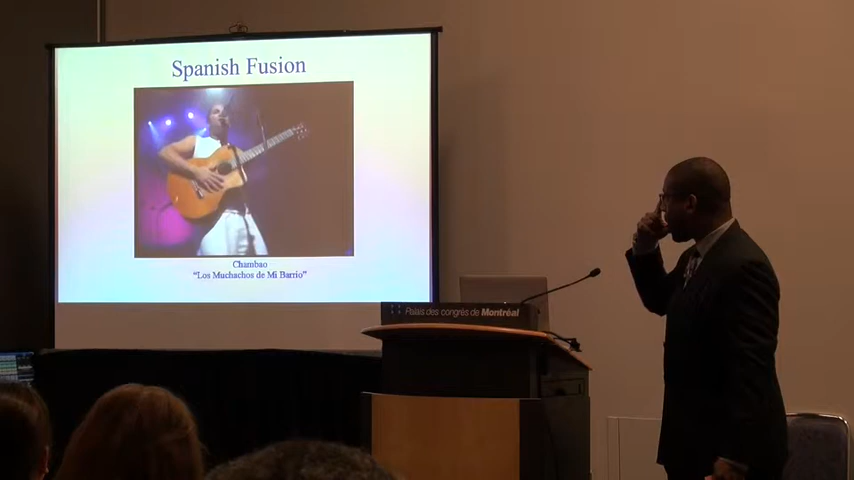 Spanish Fusion
Chambao
"Los Muchachos de Mi Barrio"
Palais des congrès de Montréal